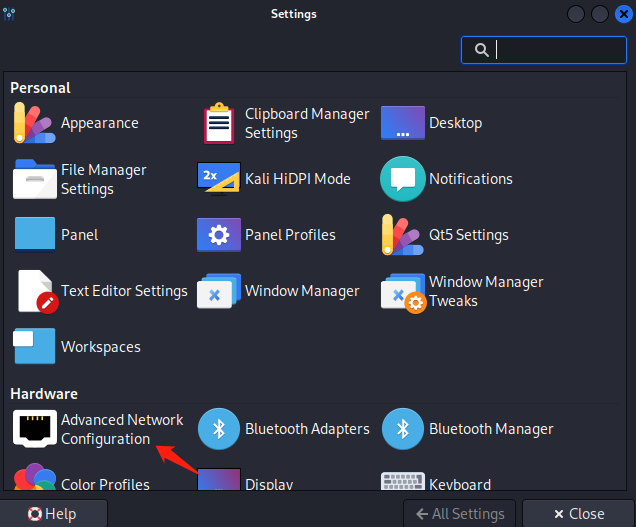 Settings
Personal
Appearance
Clipboard Manager
Settings
Desktop
...
File Manager
Settings
2x
Kali HiDPI Mode
Notifications
Panel
Panel Profiles
Qt5 Settings
Text Editor Settings
Window Manager
Window Manager
Tweaks
Workspaces
Hardware
Advanced Network
Configuration
Bluetooth Adapters
Bluetooth Manager
Color Profiles
Display
Keyboard
Help
All Settings
Close